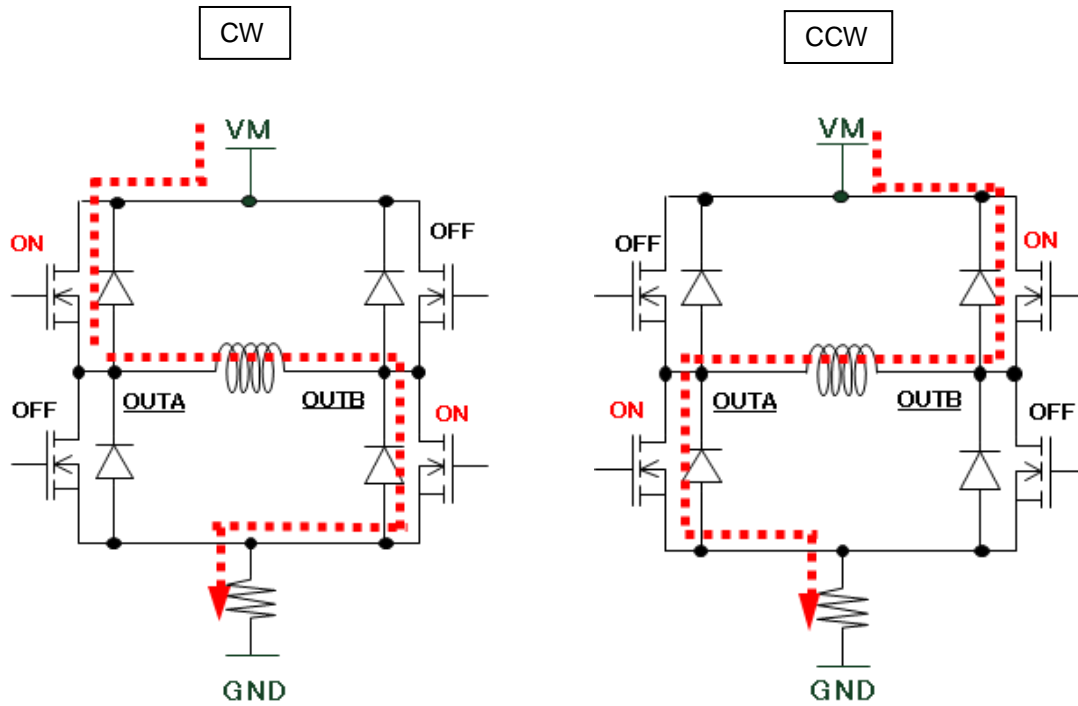 CW
CCW
VM
VM
OFF
ON
OFF
ON
OUTA
OUTB
OFF
ON
OUTA
OUTB
ON
OFF
GND
GND